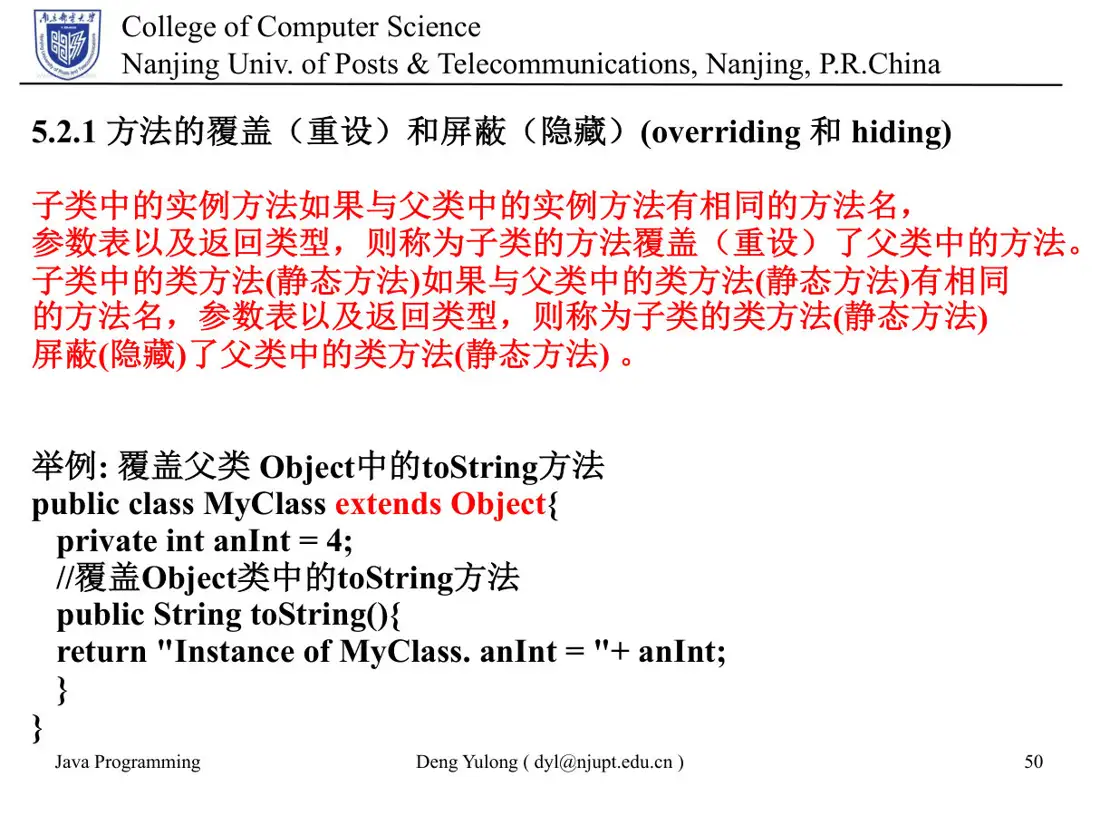 College of Computer Science
Nanjing Univ. of Posts & Telecommunications, Nanjing, P.R.China
5.2.1 方法的覆盖（重设）和屏蔽（隐藏）(overriding 和 hiding)
子类中的实例方法如果与父类中的实例方法有相同的方法名，
参数表以及返回类型，则称为子类的方法覆盖（重设）了父类中的方法。
子类中的类方法(静态方法)如果与父类中的类方法(静态方法)有相同
的方法名，参数表以及返回类型，则称为子类的类方法(静态方法)
屏蔽(隐藏)了父类中的类方法(静态方法) 。
举例: 覆盖父类 Object中的toString方法
public class MyClass extends Object{
private int anInt = 4;
//覆盖Object类中的toString方法
public String toString(){
return "Instance of MyClass. anInt = "+ anInt;
}
}
Java Programming
Deng Yulong ( dyl@njupt.edu.cn )
50